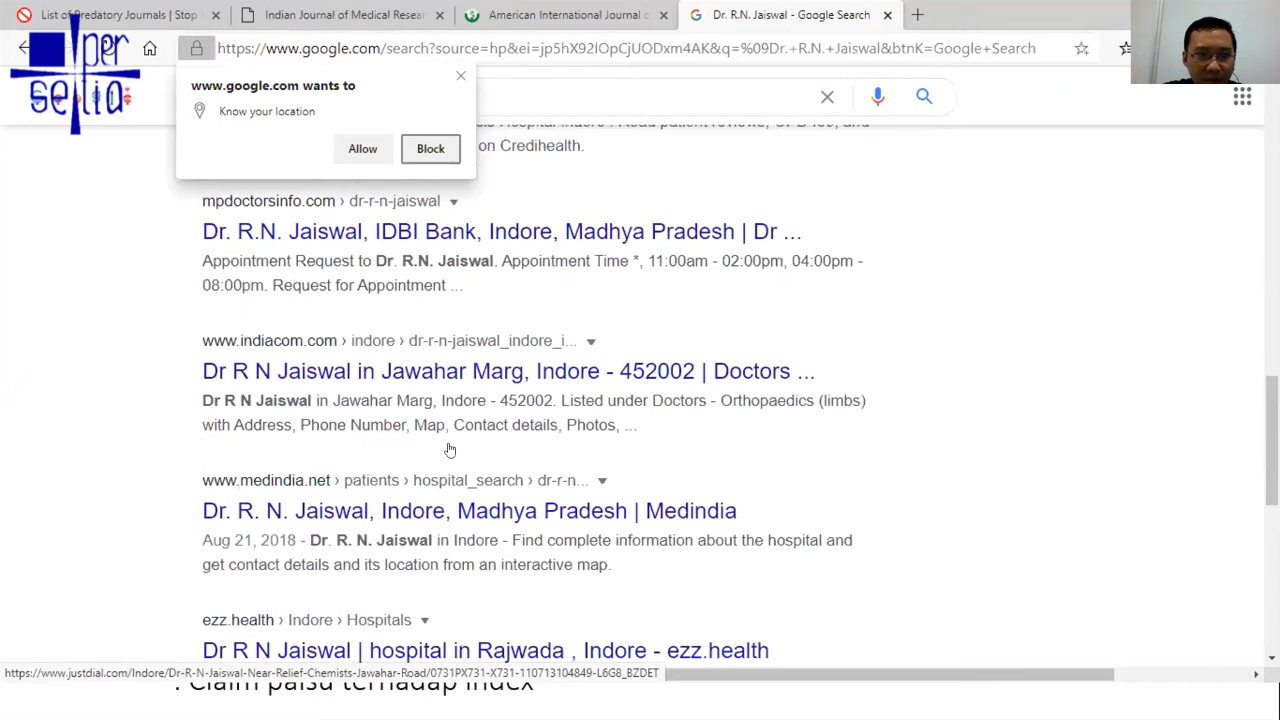 List of Predatory Journals | Stop
Indian Journal of Medical Resea
American International Journal o
Dr. R.N. Jaiswal - Google Search
https://www.google.com/search?source=hp&ei=jp5hX92lOpCjUODxm4AK&q=%09Dr.+R.N.+Jaiswal&btnK=Google+Search
per
selia
www.google.com wants to
Know your location
Allow
Block
on Credihealth.
mpdoctorsinfo.com › dr-r-n-jaiswal
Dr. R.N. Jaiswal, IDBI Bank, Indore, Madhya Pradesh | Dr ...
Appointment Request to Dr. R.N. Jaiswal. Appointment Time *, 11:00am - 02:00pm, 04:00pm -
08:00pm. Request for Appointment ...
www.indiacom.com › indore › dr-r-n-jaiswal_indore_i...
Dr R N Jaiswal in Jawahar Marg, Indore - 452002 | Doctors ...
Dr R N Jaiswal in Jawahar Marg, Indore - 452002. Listed under Doctors - Orthopaedics (limbs)
with Address, Phone Number, Map, Contact details, Photos, ...
www.medindia.net › patients › hospital_search › dr-r-n...
Dr. R. N. Jaiswal, Indore, Madhya Pradesh | Medindia
Aug 21, 2018 - Dr. R. N. Jaiswal in Indore - Find complete information about the hospital and
get contact details and its location from an interactive map.
ezz.health › Indore › Hospitals
Dr R N Jaiswal | hospital in Rajwada , Indore - ezz.health
https://www.justdial.com/Indore/Dr-R-N-Jaiswal-Near-Relief-Chemists-Jawahar-Road/0731PX731-X731-110713104849-L6G8_BZDET
. Claim palsu terhadap index